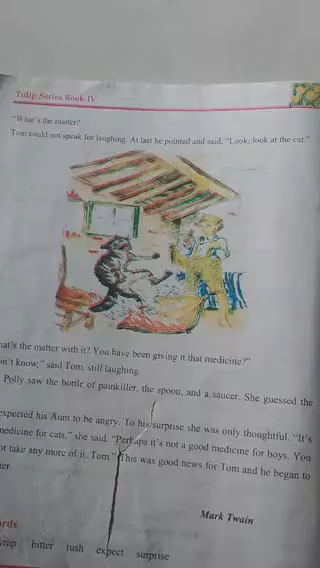 Tulip Series Book-IV
"What's the matter?
Tom could not speak for laughing. At last he pointed and said, "Look; look at the cat."
hat's the matter with it? You have been giving it that medicine?"
n't know," said Tom, still laughing.
Polly saw the bottle of painkiller, the spoon, and a saucer. She guessed the
expected his Aunt to be angry. To his surprise she was only thoughtful. "It's
medicine for cats," she said. "Perhaps it's not a good medicine for boys. You
ot take any more of it, Tom." This was good news for Tom and he began to
ter.
Mark Twain
rds
wrap bitter rush expect surprise